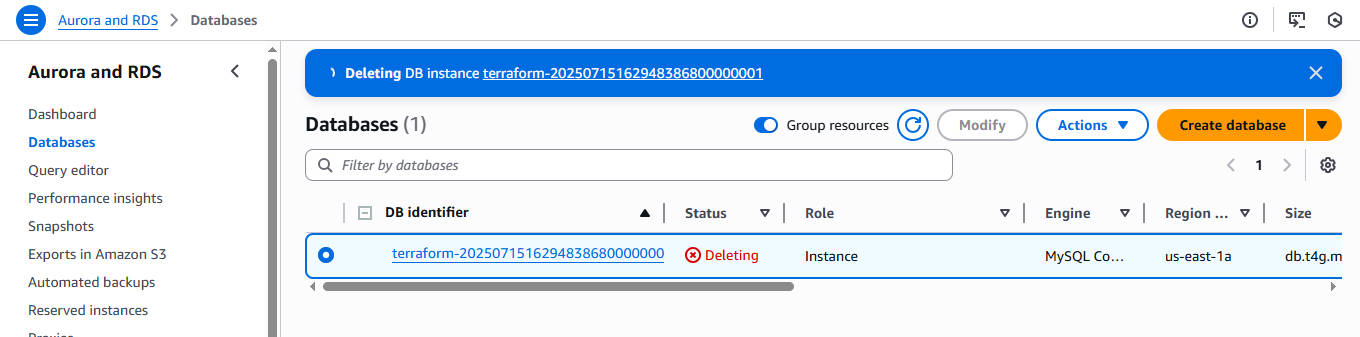 Aurora and RDS > Databases
Aurora and RDS
Dashboard
Databases
Query editor
Performance insights
Snapshots
Exports in Amazon S3
Automated backups
Reserved instances
Proxies
Deleting DB instance terraform-20250715162948386800000001
Databases (1)
Group resources
Modify
Actions
Create database
Filter by databases
1
DB identifier Status Role Engine Region ... Size
terraform-2025071516294838680000000 Deleting Instance MySQL Co... us-east-1a db.t4g.m